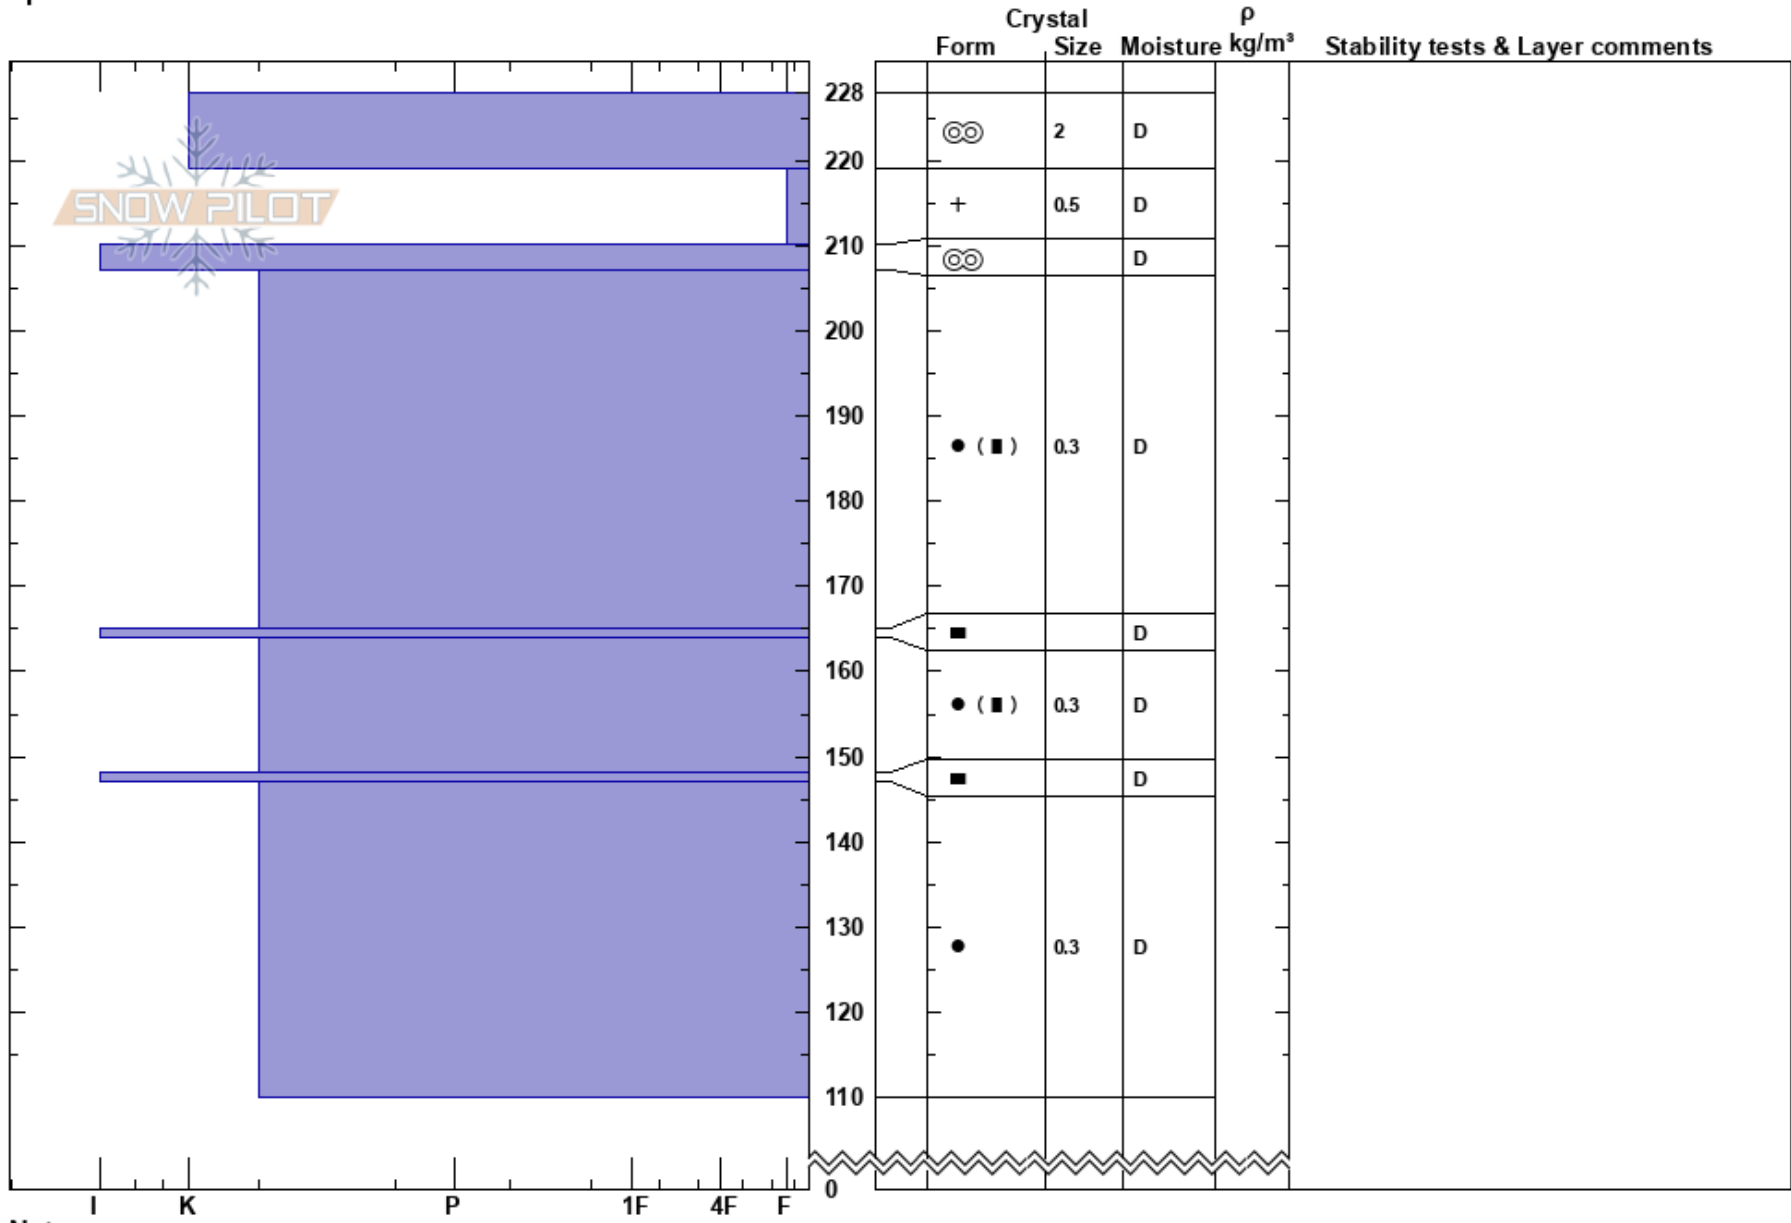 Crystal ρ
Form Size Moisture kg/m³ Stability tests & Layer comments
228
2 D
220
SNOW PILOT
+ 0.5 D
210
D
200
190
● (■) 0.3 D
180
170
■ D
160
● (■) 0.3 D
150
■ D
140
130
● 0.3 D
120
110
0
I K P 1F 4F F